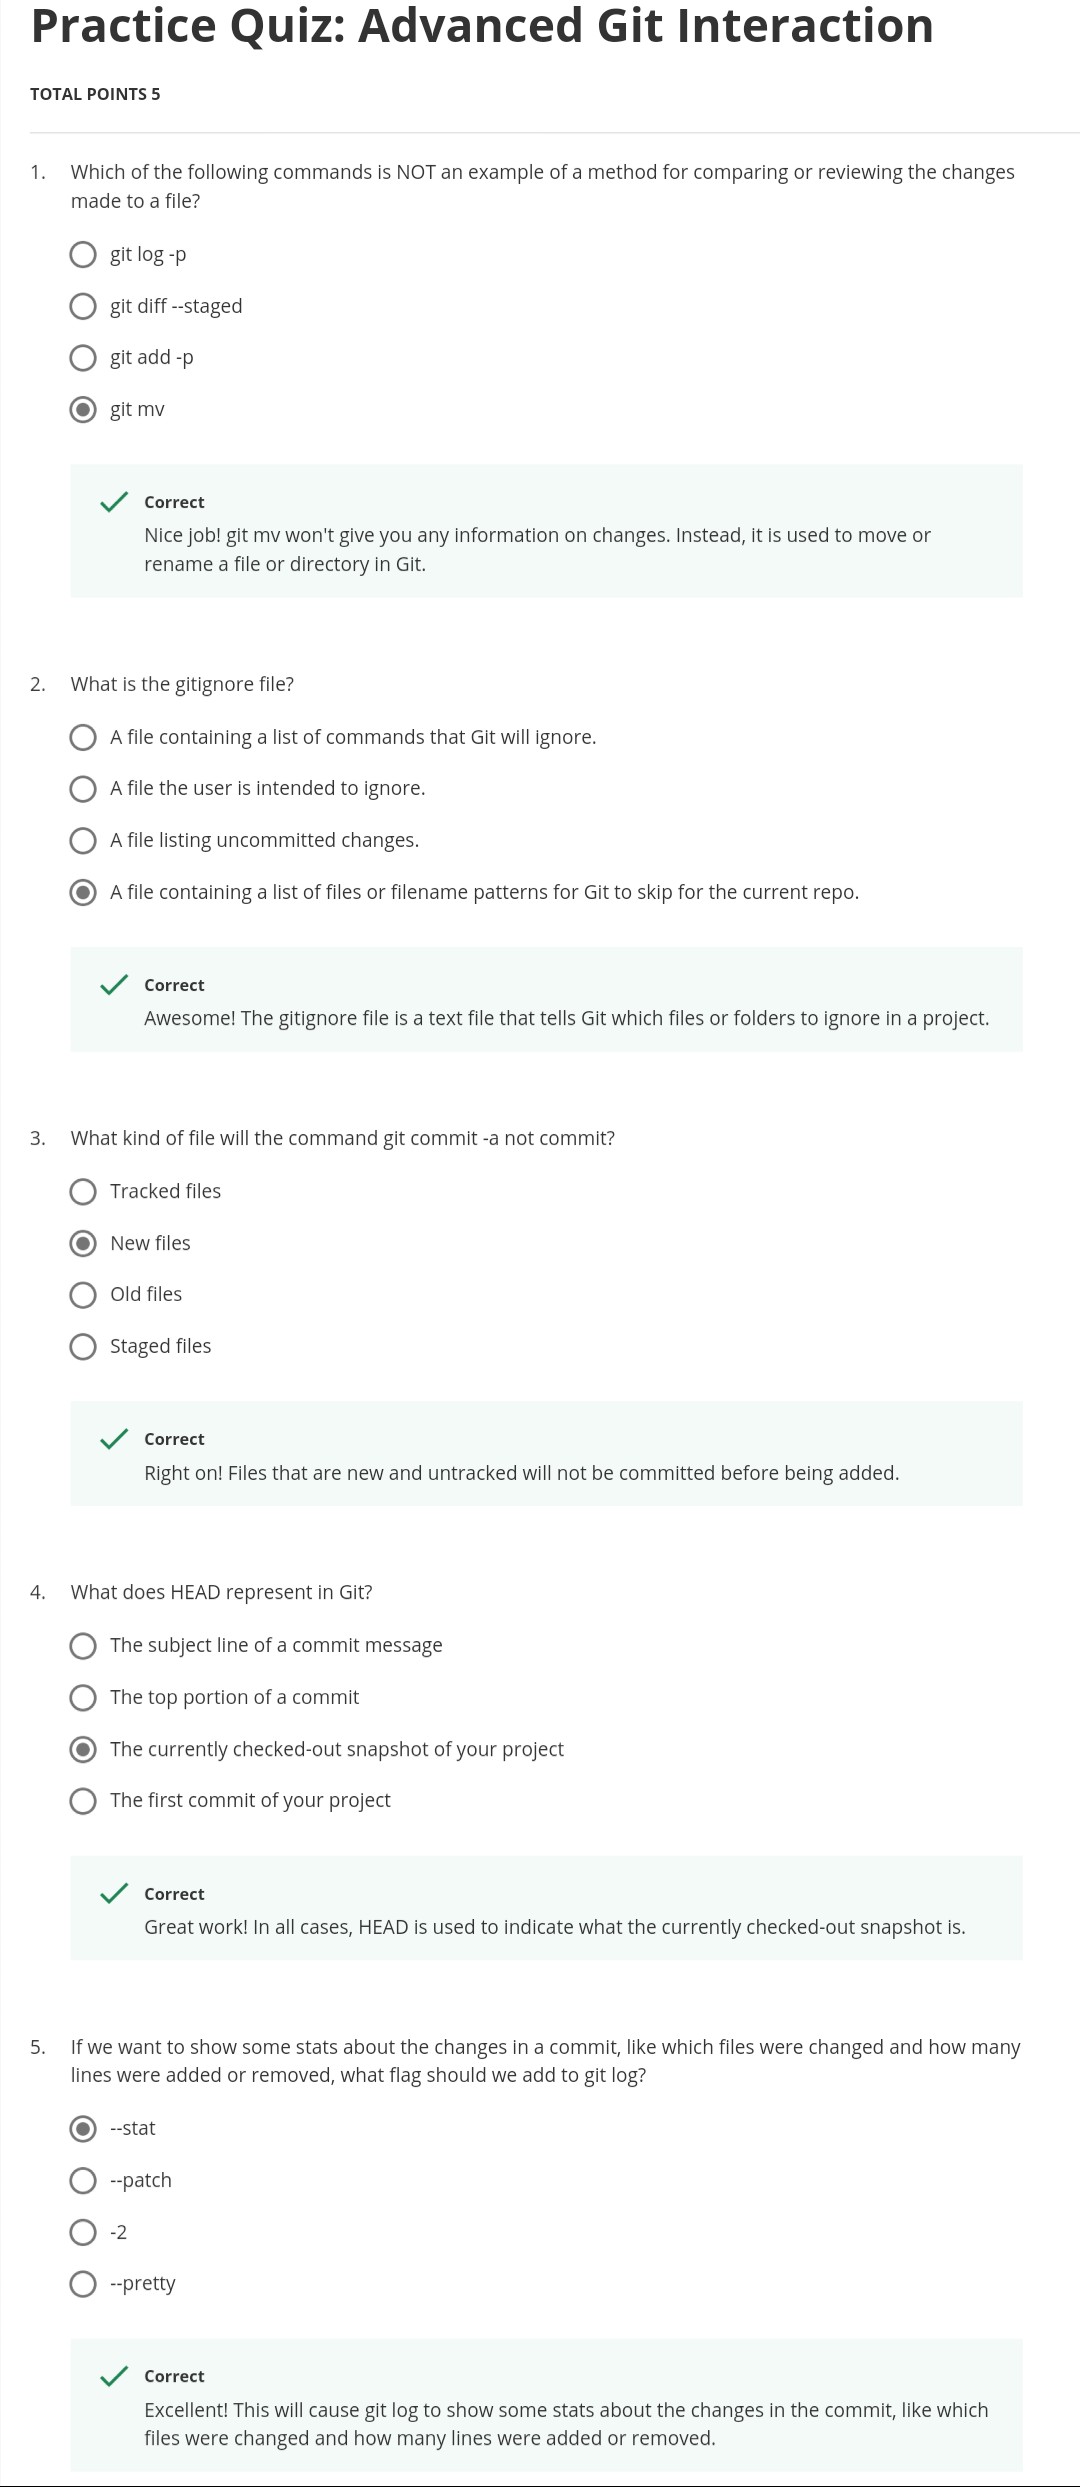 Practice Quiz: Advanced Git Interaction
TOTAL POINTS 5
1. Which of the following commands is NOT an example of a method for comparing or reviewing the changes
made to a file?
git log -p
git diff --staged
git add -p
git mv
Correct
Nice job! git mv won't give you any information on changes. Instead, it is used to move or
rename a file or directory in Git.
2. What is the gitignore file?
A file containing a list of commands that Git will ignore.
A file the user is intended to ignore.
A file listing uncommitted changes.
A file containing a list of files or filename patterns for Git to skip for the current repo.
Correct
Awesome! The gitignore file is a text file that tells Git which files or folders to ignore in a project.
3. What kind of file will the command git commit -a not commit?
Tracked files
New files
Old files
Staged files
Correct
Right on! Files that are new and untracked will not be committed before being added.
4. What does HEAD represent in Git?
The subject line of a commit message
The top portion of a commit
The currently checked-out snapshot of your project
The first commit of your project
Correct
Great work! In all cases, HEAD is used to indicate what the currently checked-out snapshot is.
5. If we want to show some stats about the changes in a commit, like which files were changed and how many
lines were added or removed, what flag should we add to git log?
--stat
--patch
-2
--pretty
Correct
Excellent! This will cause git log to show some stats about the changes in the commit, like which
files were changed and how many lines were added or removed.